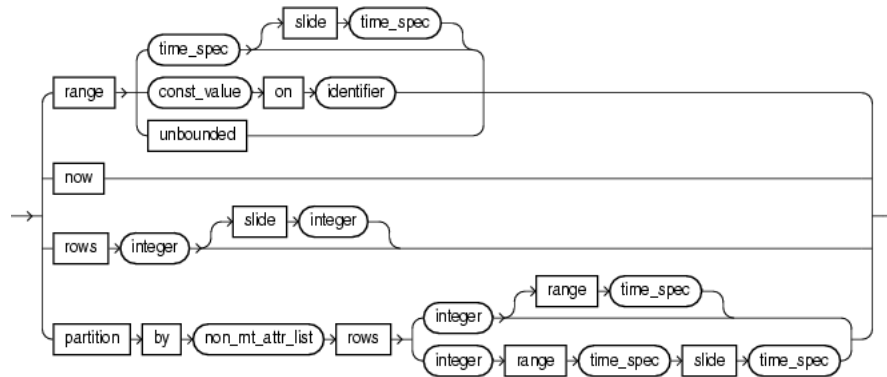 slide time_spec
time_spec
range const_value on identifier
unbounded
now
slide integer
rows integer
range time_spec
integer
partition by non_mt_attr_list rows
integer range time_spec slide time_spec